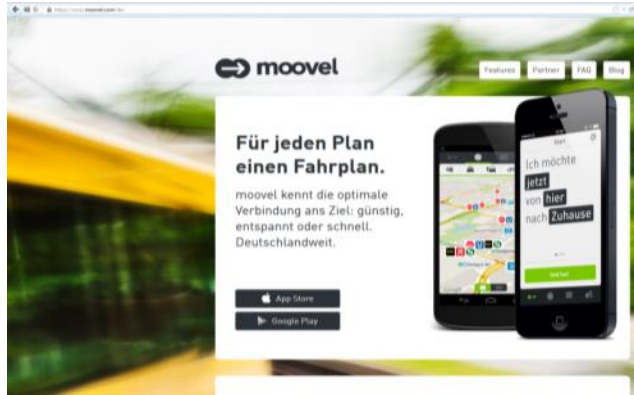 moovel
Features Partner FAQ Blog
Für jeden Plan
einen Fahrplan.
moovel kennt die optimale
Verbindung ans Ziel: günstig,
entspannt oder schnell.
Deutschlandweit.
App Store
Google Play
Start
Ich möchte
jetzt
von hier
nach Zuhause